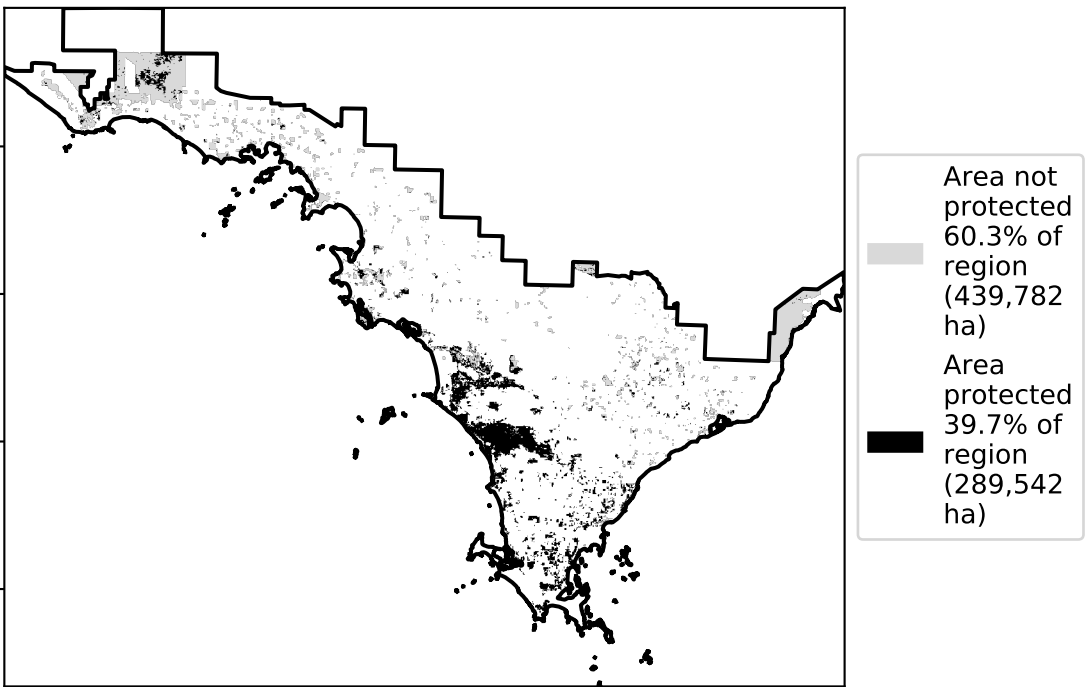 Area not
protected
60.3% of
region
(439,782
ha)
Area
protected
39.7% of
region
(289,542
ha)